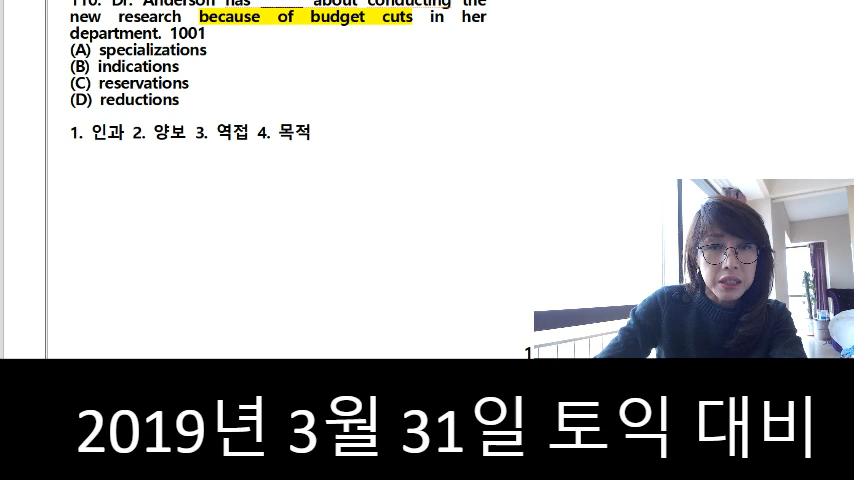 110. Dr. Anderson has _____ about conducting the
new research because of budget cuts in her
department. 1001
(A) specializations
(B) indications
(C) reservations
(D) reductions
1. 인과 2. 양보 3. 역접 4. 목적
1
2019년 3월 31일 토익 대비